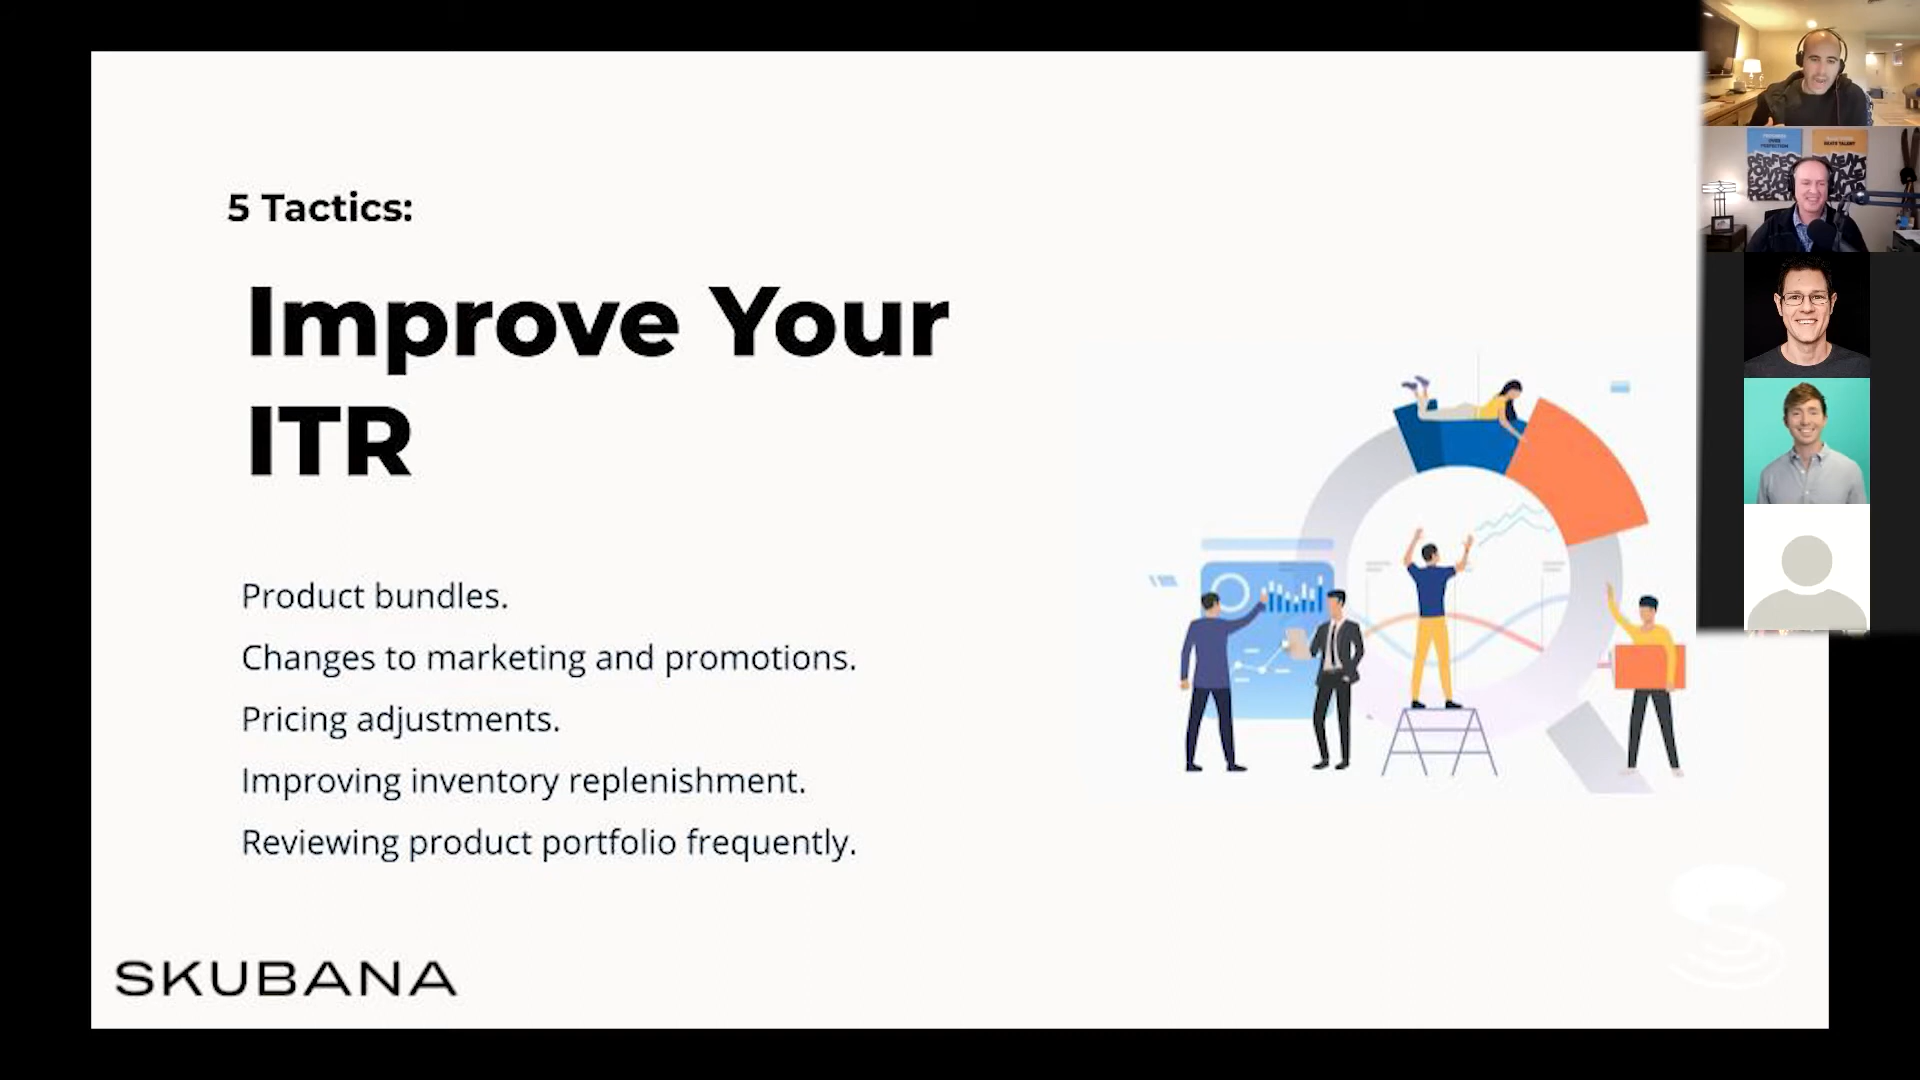 5 Tactics:
Improve Your
ITR
Product bundles.
Changes to marketing and promotions.
Pricing adjustments.
Improving inventory replenishment.
Reviewing product portfolio frequently.
SKUBANA